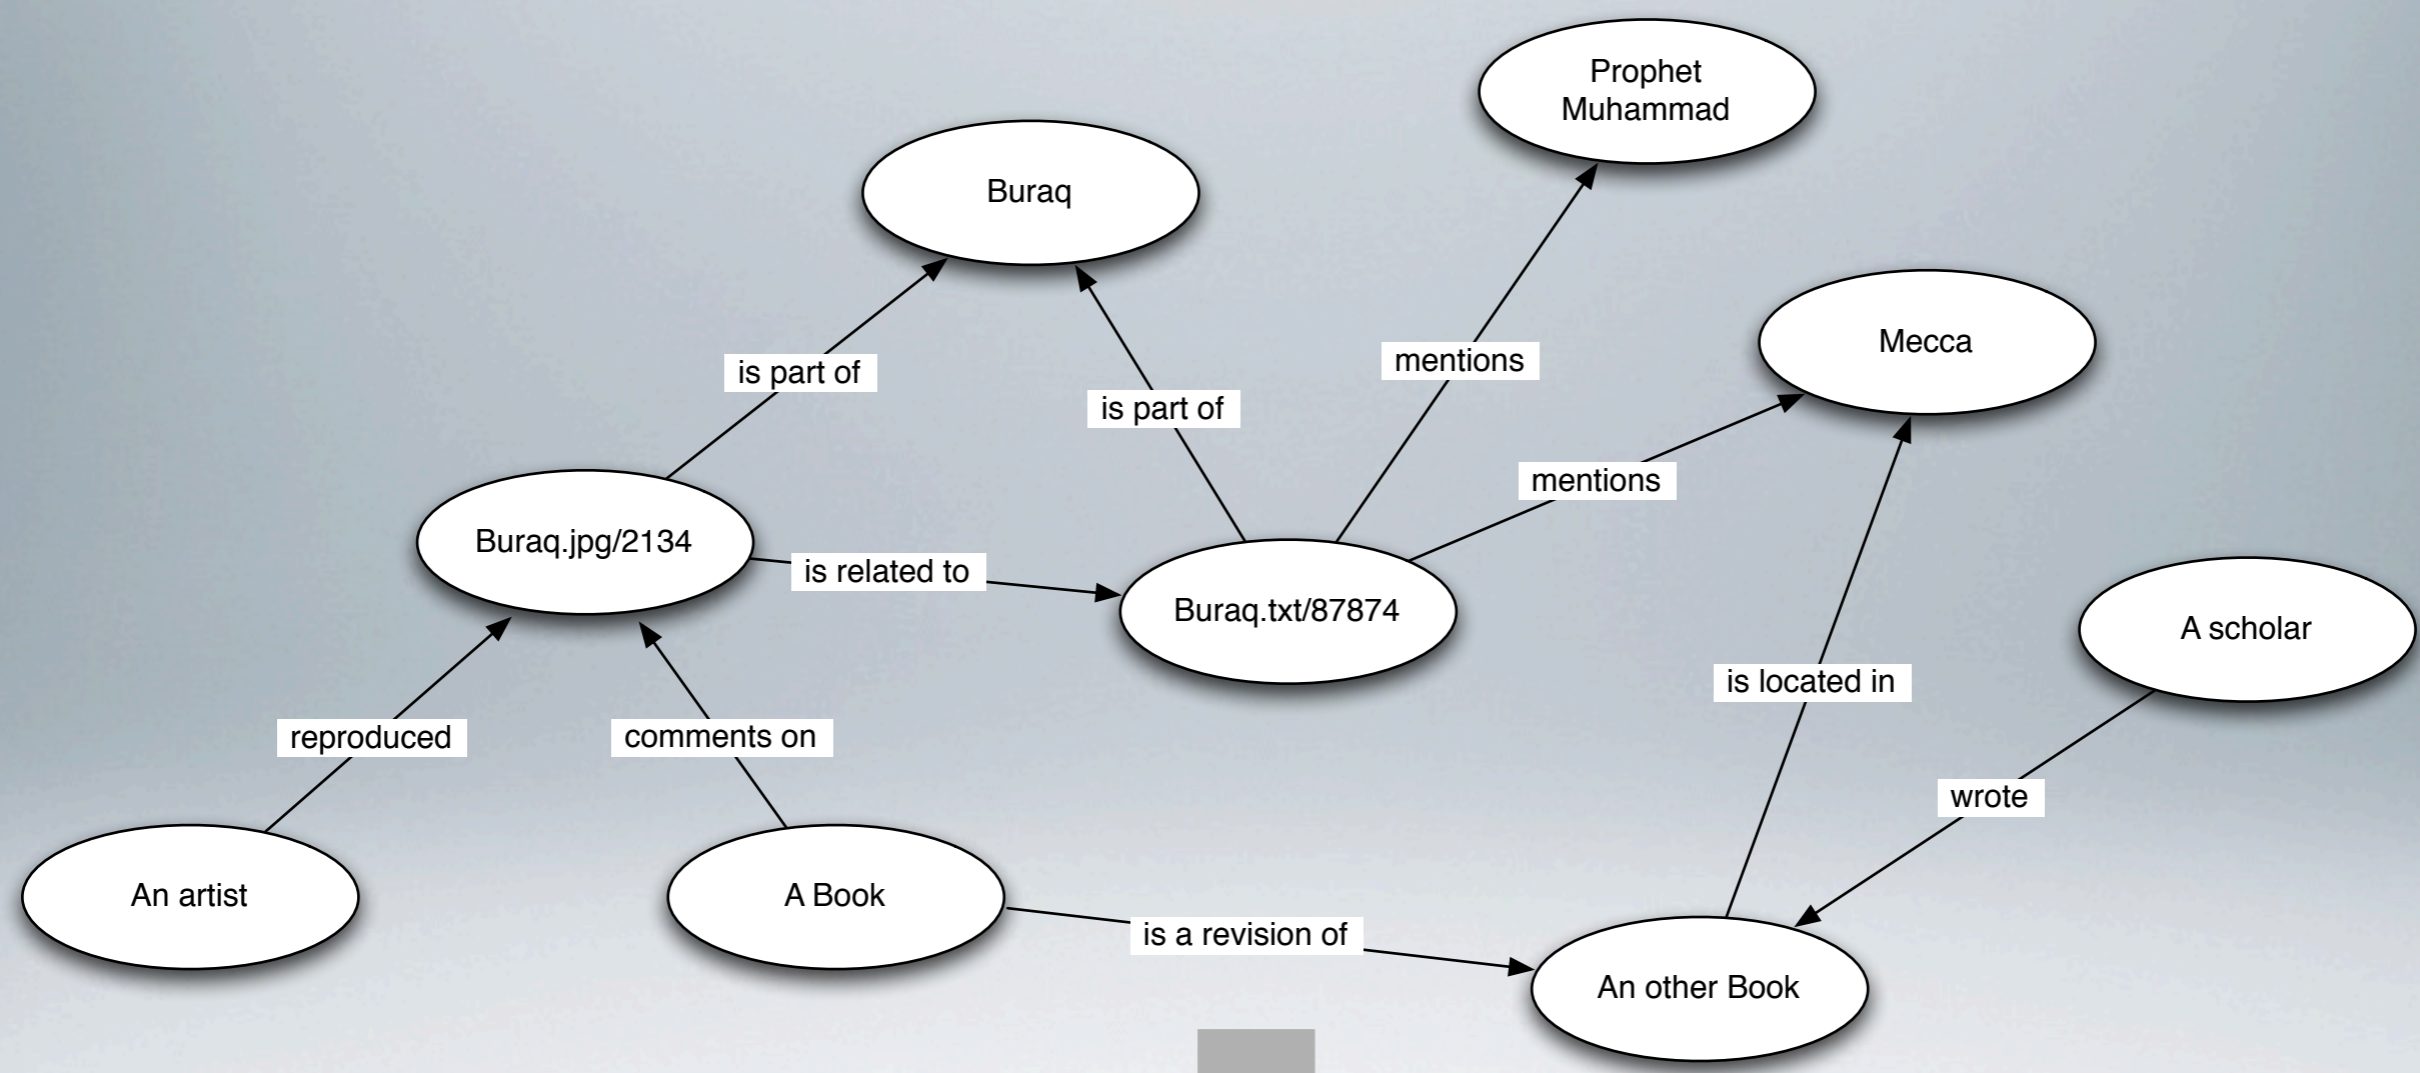 Prophet
Muhammad
Buraq
Mecca
is part of
mentions
is part of
mentions
Buraq.jpg/2134
is related to
Buraq.txt/87874
A scholar
is located in
reproduced
comments on
wrote
An artist
A Book
is a revision of
An other Book